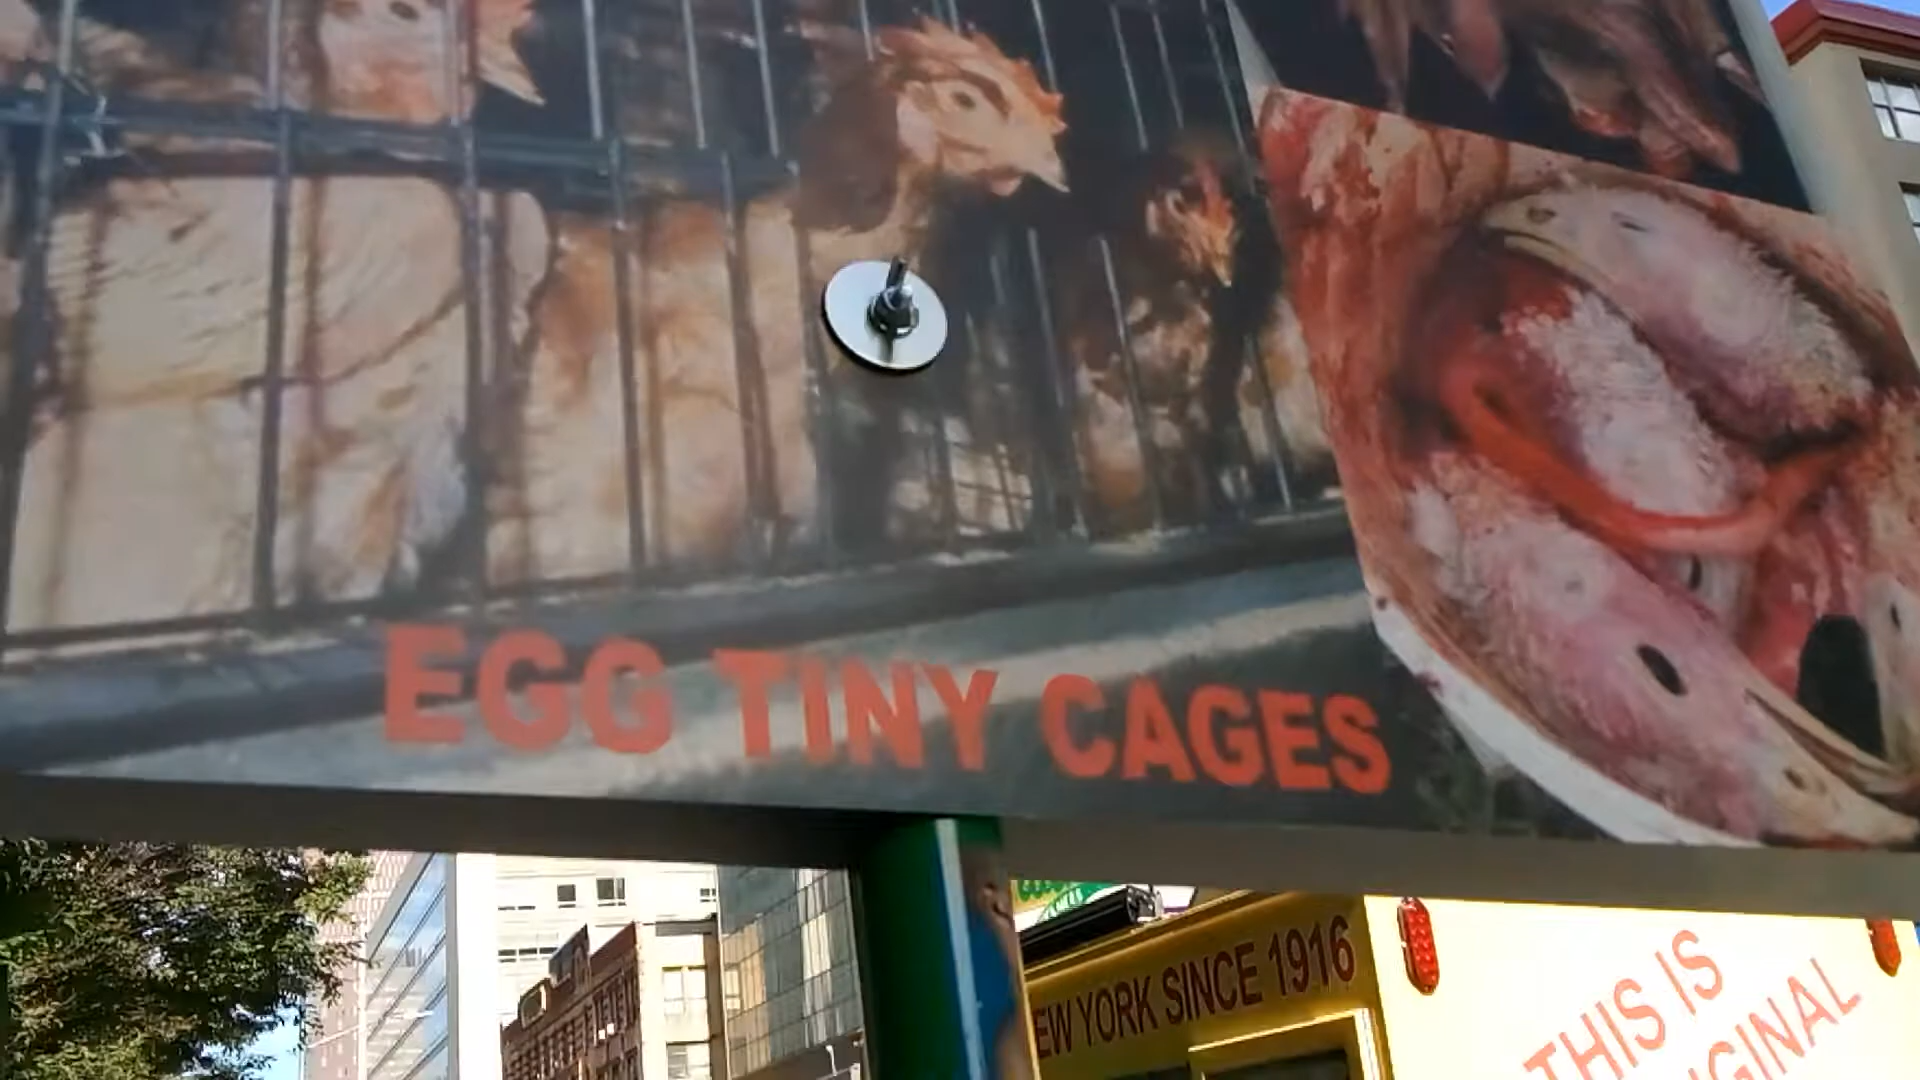 EGG TINY CAGES
EW YORK SINCE 1916
THIS IS
GINAL